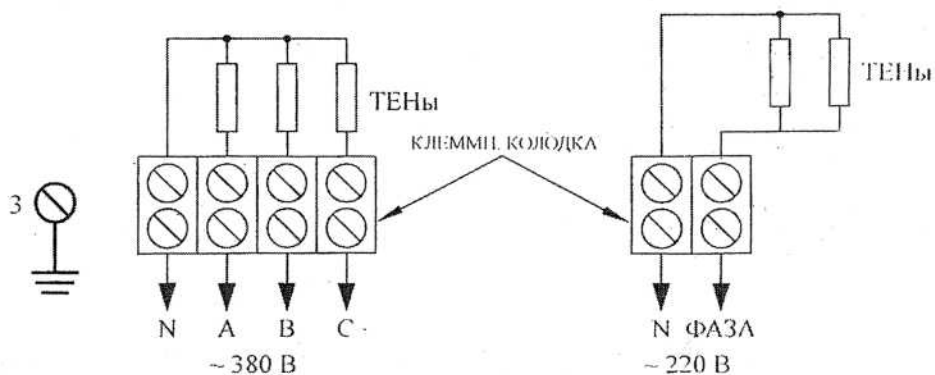 ТЕНы
ТЕНы
КЛЕММН. КОЛОДКА
З
N А В С
N ФАЗА
~ 380 В
~ 220 В